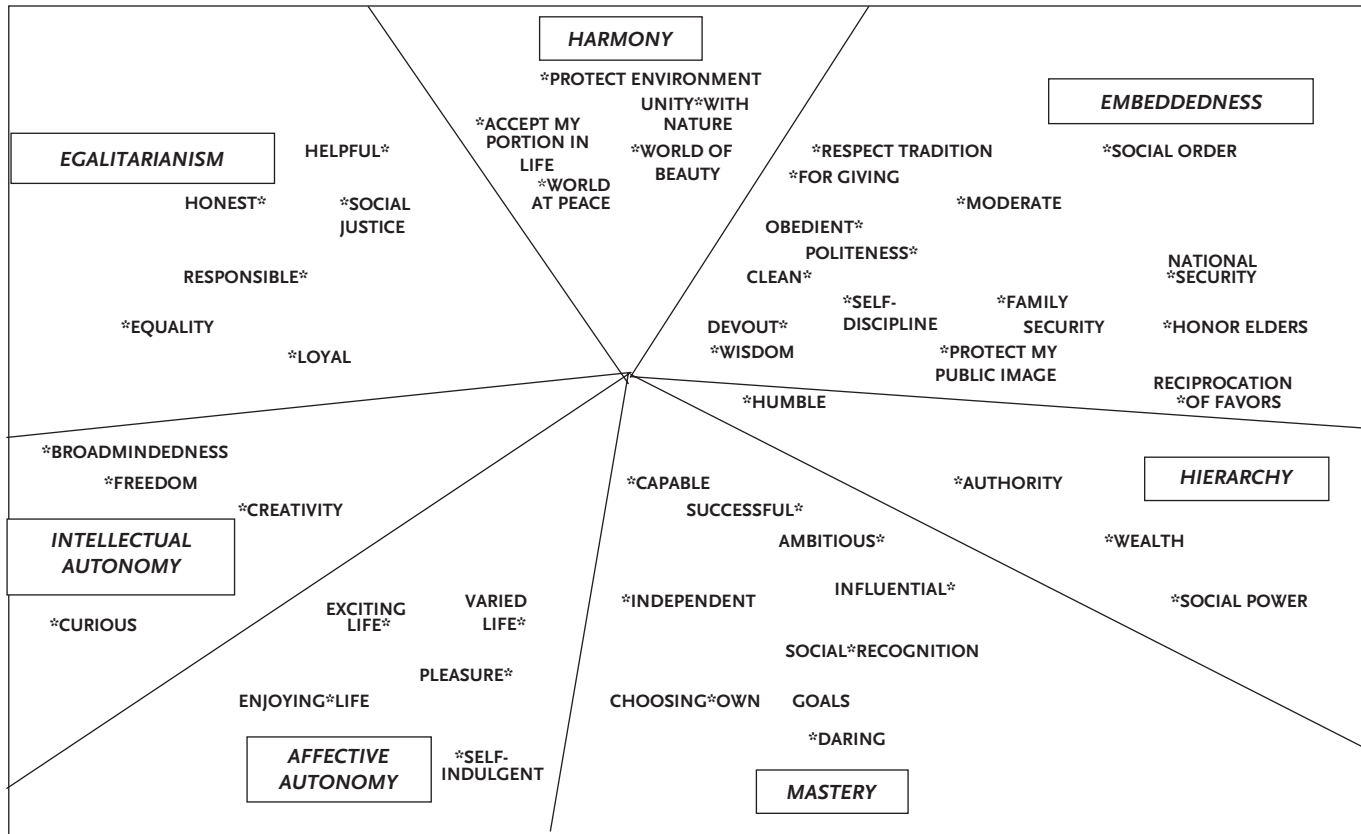 HARMONY
*PROTECT ENVIRONMENT
UNITY*WITH
NATURE
*ACCEPT MY
PORTION IN
LIFE
*WORLD OF
BEAUTY
*WORLD
AT PEACE
EMBEDDEDNESS
*RESPECT TRADITION
*SOCIAL ORDER
*FOR GIVING
*MODERATE
OBEDIENT*
POLITENESS*
CLEAN*
NATIONAL
*SECURITY
*SELF-
DISCIPLINE
*FAMILY
SECURITY
DEVOUT*
*HONOR ELDERS
*WISDOM
*PROTECT MY
PUBLIC IMAGE
RECIPROCATION
*OF FAVORS
EGALITARIANISM
HELPFUL*
HONEST*
*SOCIAL
JUSTICE
RESPONSIBLE*
*EQUALITY
*LOYAL
*HUMBLE
HIERARCHY
*AUTHORITY
*WEALTH
*SOCIAL POWER
*BROADMINDEDNESS
*FREEDOM
*CREATIVITY
INTELLECTUAL
AUTONOMY
*CURIOUS
EXCITING
LIFE*
VARIED
LIFE*
PLEASURE*
ENJOYING*LIFE
AFFECTIVE
AUTONOMY
*SELF-
INDULGENT
*CAPABLE
SUCCESSFUL*
AMBITIOUS*
INFLUENTIAL*
*INDEPENDENT
SOCIAL*RECOGNITION
CHOOSING*OWN GOALS
*DARING
MASTERY